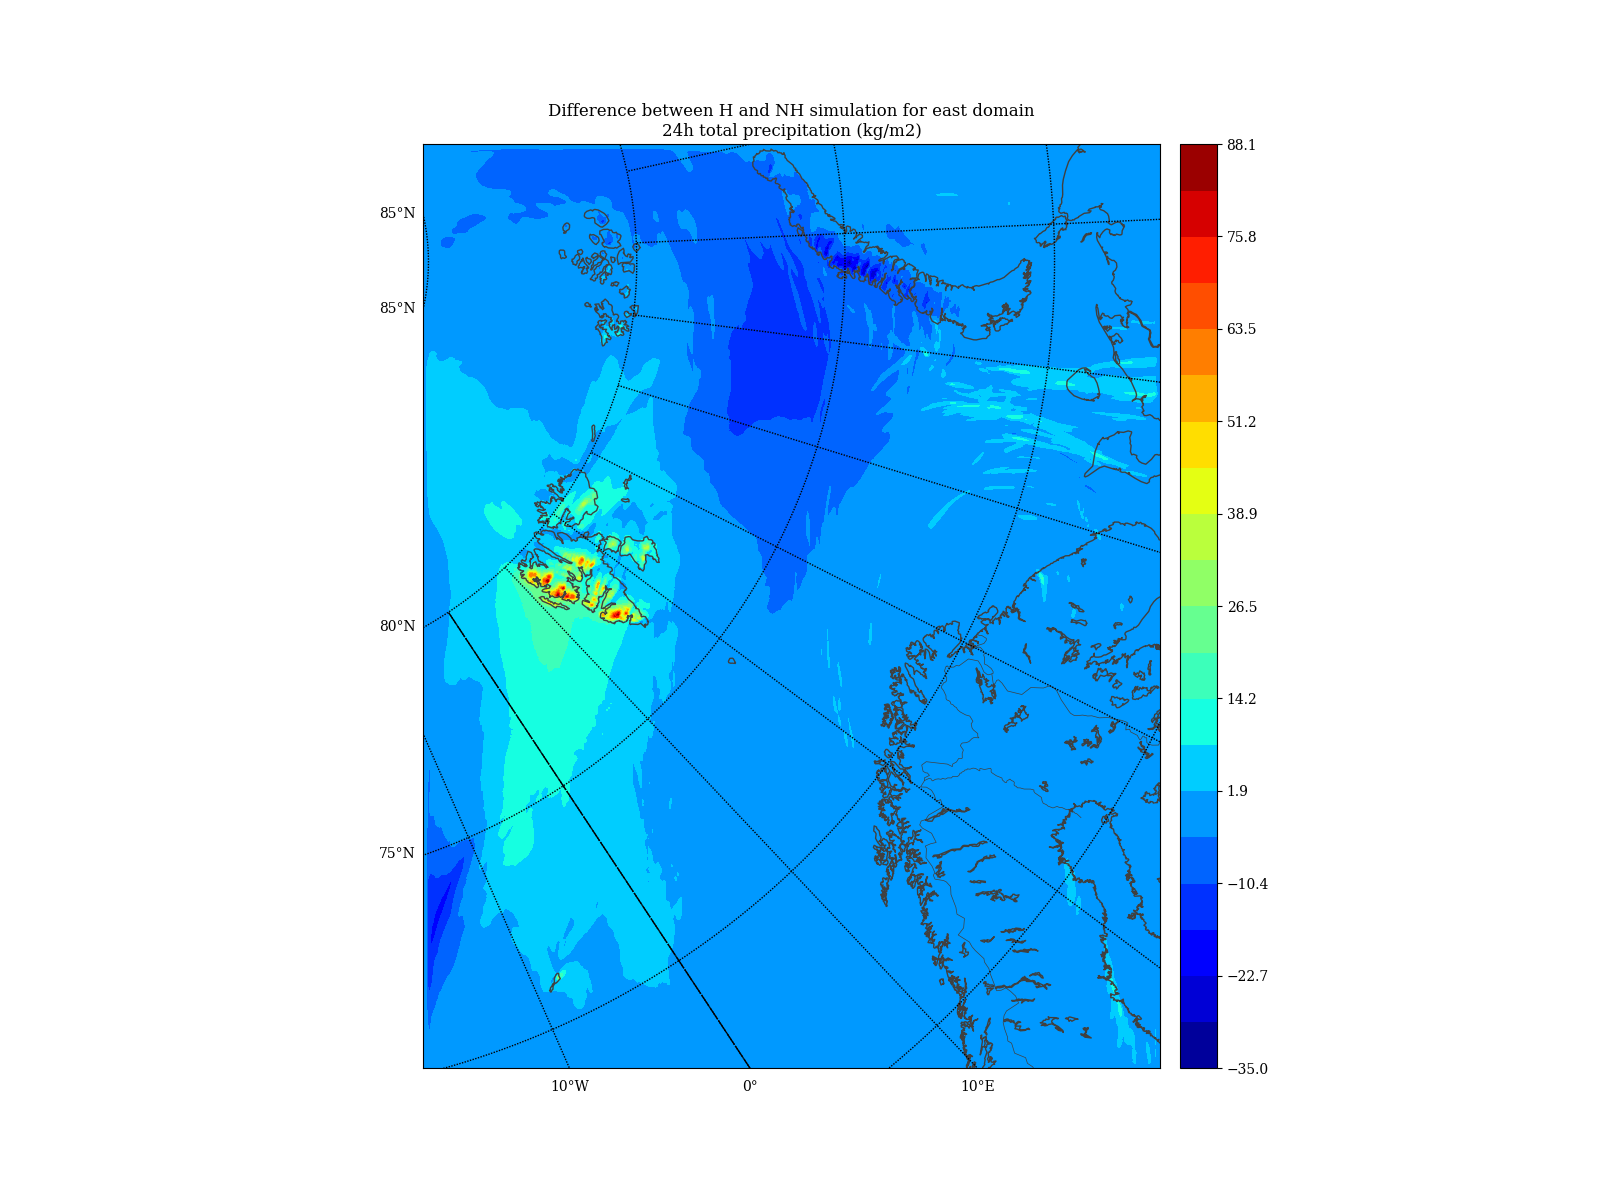 Difference between H and NH simulation for east domain
24h total precipitation (kg/m2)
85°N
85°N
80°N
75°N
10°W
0°
10°E
88.1
75.8
63.5
51.2
38.9
26.5
14.2
1.9
−10.4
−22.7
−35.0